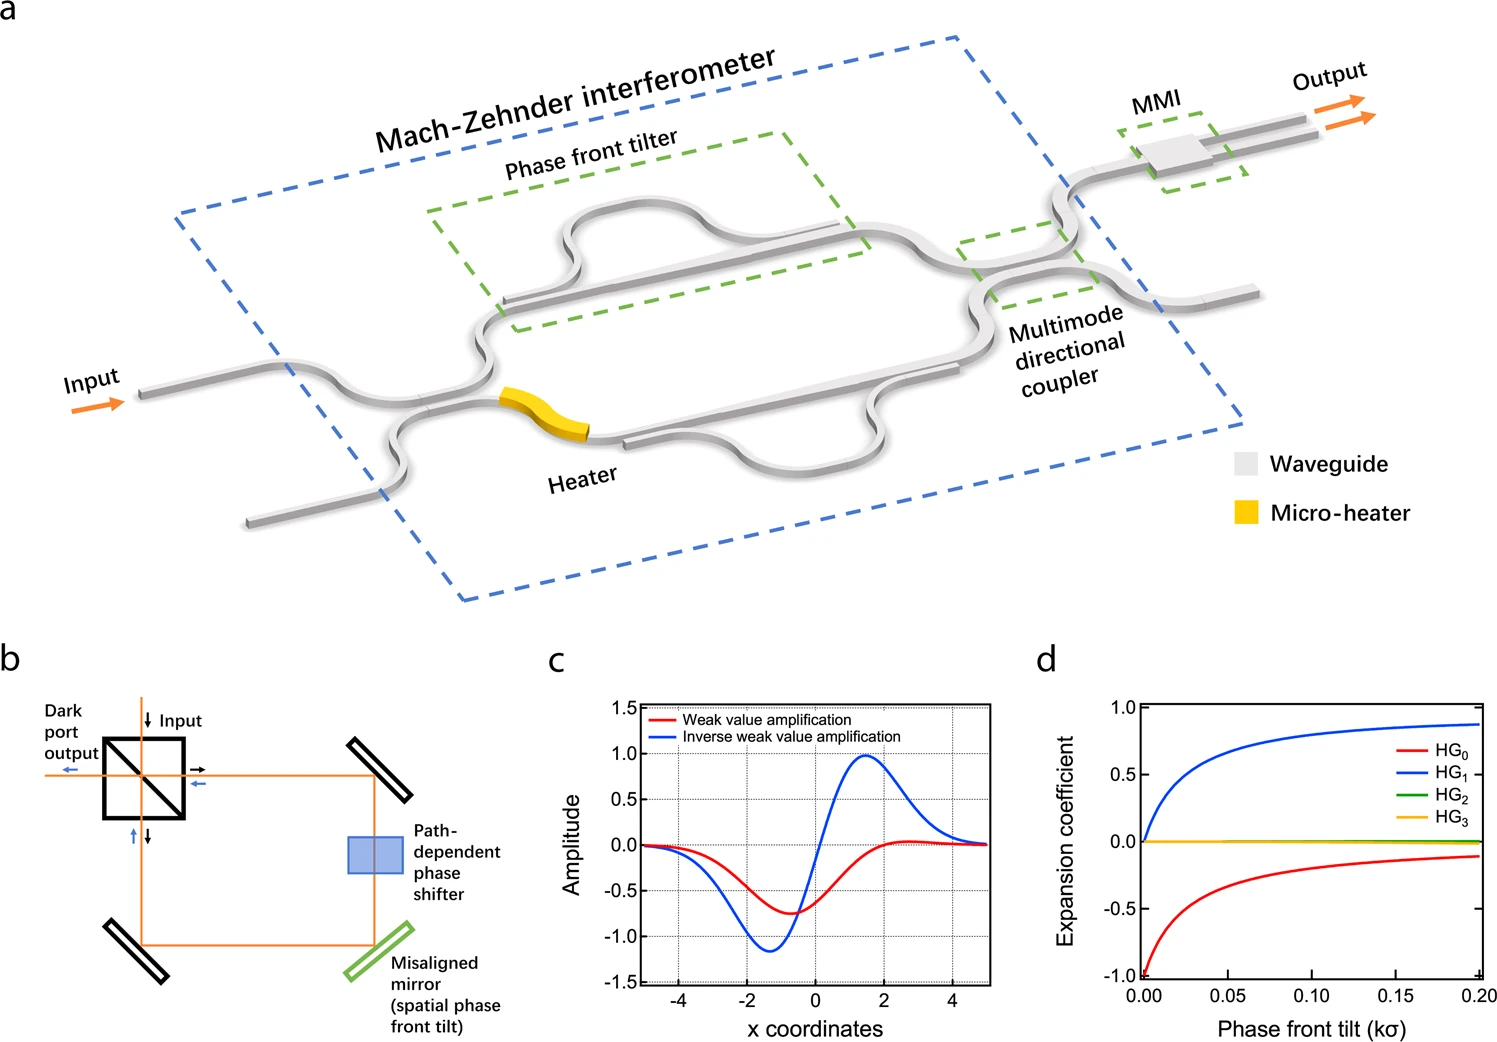 a
Mach-Zehnder interferometer
Phase front tilter
MMI
Output
Input
Multimode
directional
coupler
Heater
Waveguide
Micro-heater
b
Dark
port
output
Input
Path-
dependent
phase
shifter
Misaligned
mirror
(spatial phase
front tilt)
c
Weak value amplification
Inverse weak value amplification
1.5
1.0
0.5
0.0
-0.5
-1.0
-1.5
Amplitude
-4 -2 0 2 4
x coordinates
d
1.0
0.5
0.0
-0.5
-1.0
Expansion coefficient
HG₀
HG₁
HG₂
HG₃
0.00 0.05 0.10 0.15 0.20
Phase front tilt (kσ)